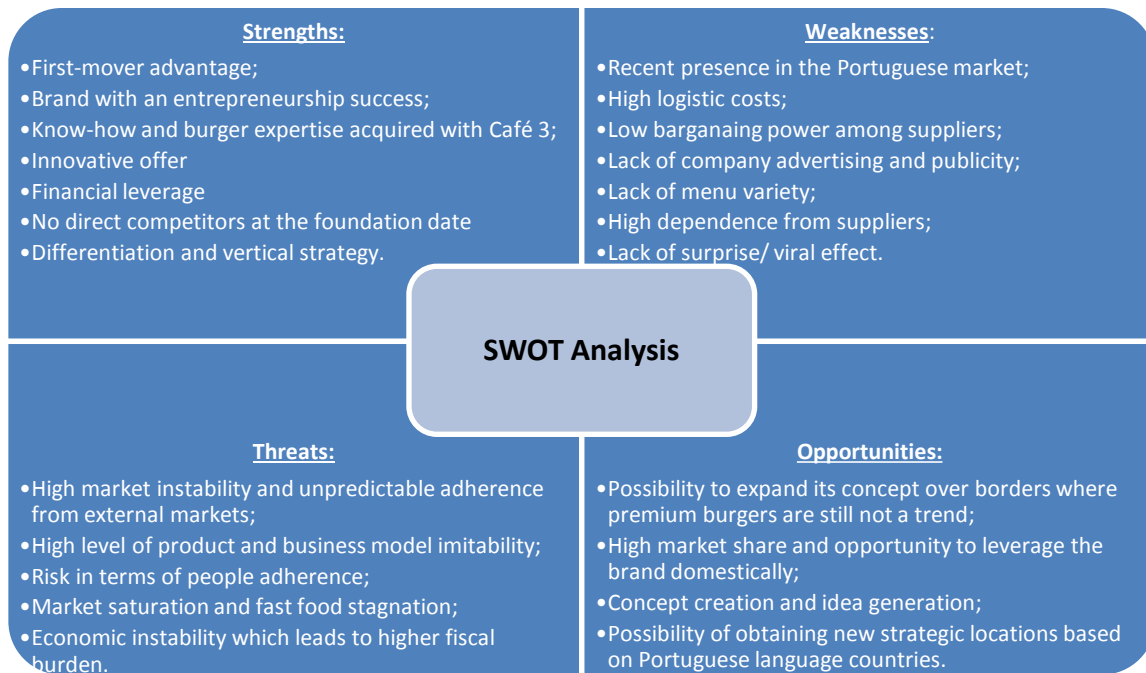 Strengths:
•First-mover advantage;
•Brand with an entrepreneurship success;
•Know-how and burger expertise acquired with Café 3;
•Innovative offer
•Financial leverage
•No direct competitors at the foundation date
•Differentiation and vertical strategy.
Weaknesses:
•Recent presence in the Portuguese market;
•High logistic costs;
•Low barganaing power among suppliers;
•Lack of company advertising and publicity;
•Lack of menu variety;
•High dependence from suppliers;
•Lack of surprise/ viral effect.
SWOT Analysis
Threats:
•High market instability and unpredictable adherence
from external markets;
•High level of product and business model imitability;
•Risk in terms of people adherence;
•Market saturation and fast food stagnation;
•Economic instability which leads to higher fiscal
burden.
Opportunities:
•Possibility to expand its concept over borders where
premium burgers are still not a trend;
•High market share and opportunity to leverage the
brand domestically;
•Concept creation and idea generation;
•Possibility of obtaining new strategic locations based
on Portuguese language countries.